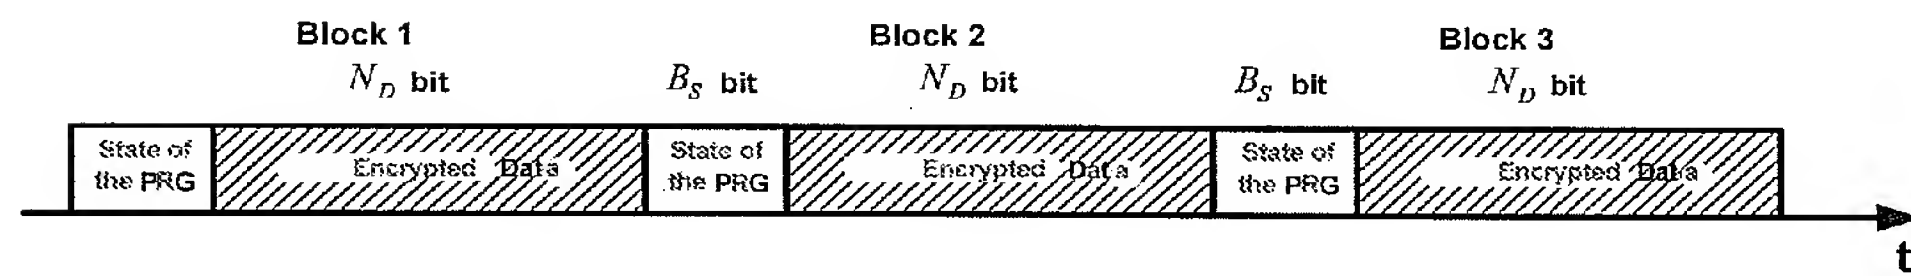 Block 1 Block 2 Block 3
N_D bit B_S bit N_D bit B_S bit N_D bit
State of the PRG Encrypted Data State of the PRG Encrypted Data State of the PRG Encrypted Data
t